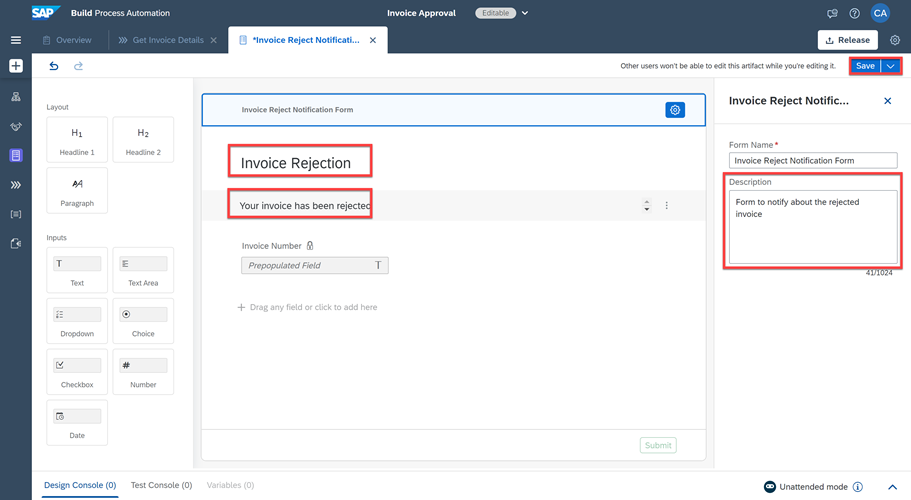 SAP Build Process Automation
Invoice Approval
Editable
CA
Overview
Get Invoice Details
*Invoice Reject Notificati...
Release
Other users won't be able to edit this artifact while you're editing it.
Save
Layout
H1
Headline 1
H2
Headline 2
Paragraph
Inputs
T
Text
Text Area
Dropdown
Choice
Checkbox
#
Number
Date
Invoice Reject Notification Form
Invoice Rejection
Your invoice has been rejected
Invoice Number
Prepopulated Field T
Drag any field or click to add here
Submit
Invoice Reject Notific...
Form Name*
Invoice Reject Notification Form
Description
Form to notify about the rejected
invoice
41/1024
Design Console (0)
Test Console (0)
Variables (0)
Unattended mode